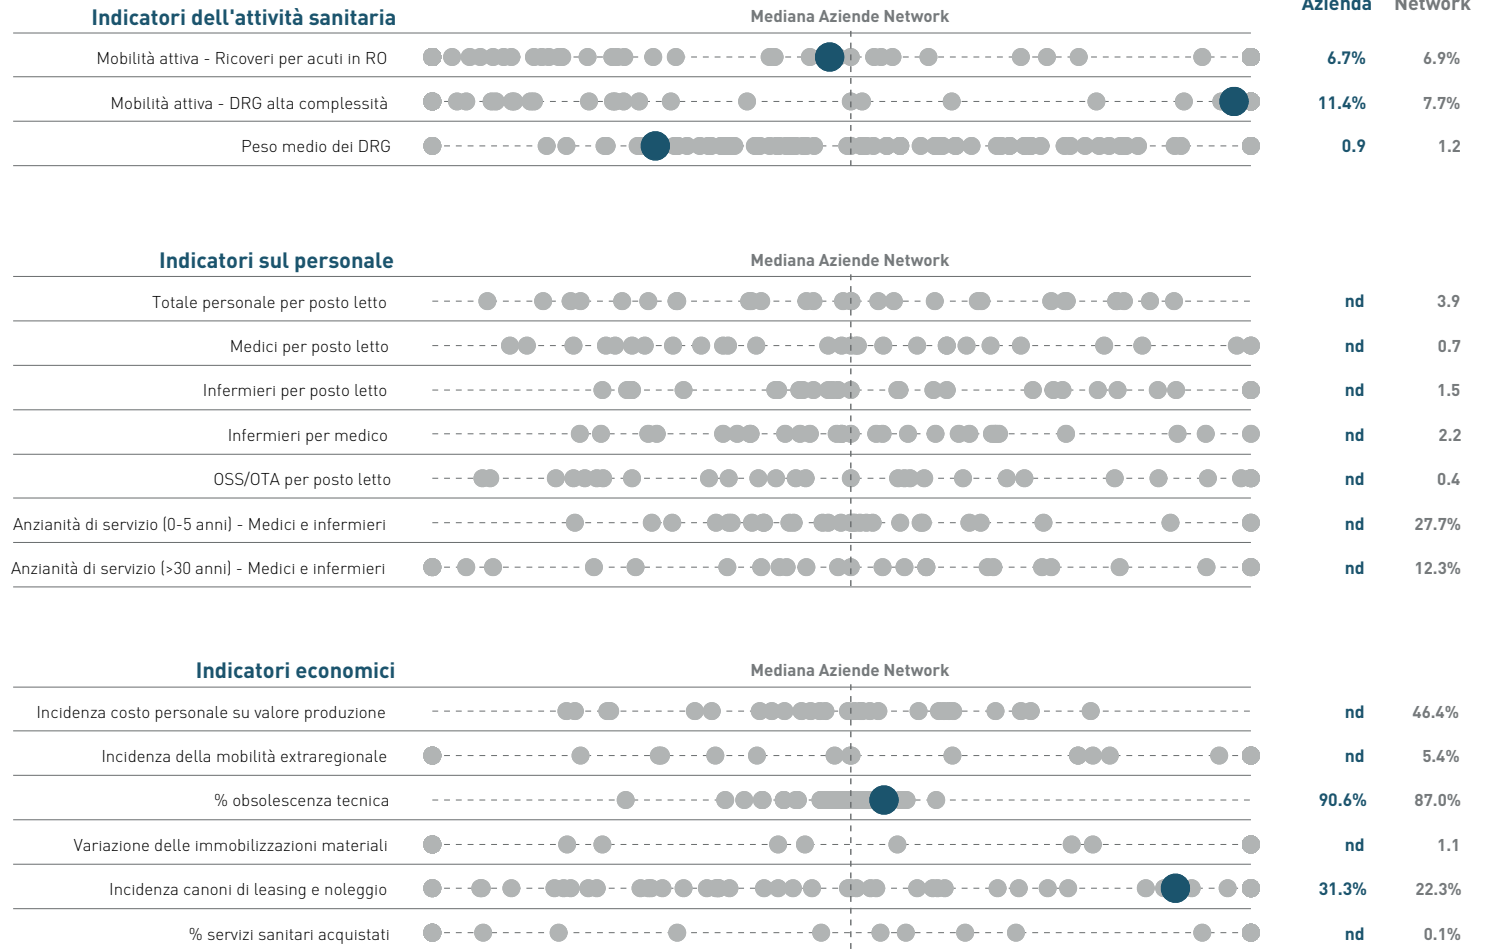 Azienda Network
Indicatori dell'attività sanitaria Mediana Aziende Network
Mobilità attiva - Ricoveri per acuti in RO 6.7% 6.9%
Mobilità attiva - DRG alta complessità 11.4% 7.7%
Peso medio dei DRG 0.9 1.2
Indicatori sul personale Mediana Aziende Network
Totale personale per posto letto nd 3.9
Medici per posto letto nd 0.7
Infermieri per posto letto nd 1.5
Infermieri per medico nd 2.2
OSS/OTA per posto letto nd 0.4
Anzianità di servizio (0-5 anni) - Medici e infermieri nd 27.7%
Anzianità di servizio (>30 anni) - Medici e infermieri nd 12.3%
Indicatori economici Mediana Aziende Network
Incidenza costo personale su valore produzione nd 46.4%
Incidenza della mobilità extraregionale nd 5.4%
% obsolescenza tecnica 90.6% 87.0%
Variazione delle immobilizzazioni materiali nd 1.1
Incidenza canoni di leasing e noleggio 31.3% 22.3%
% servizi sanitari acquistati nd 0.1%